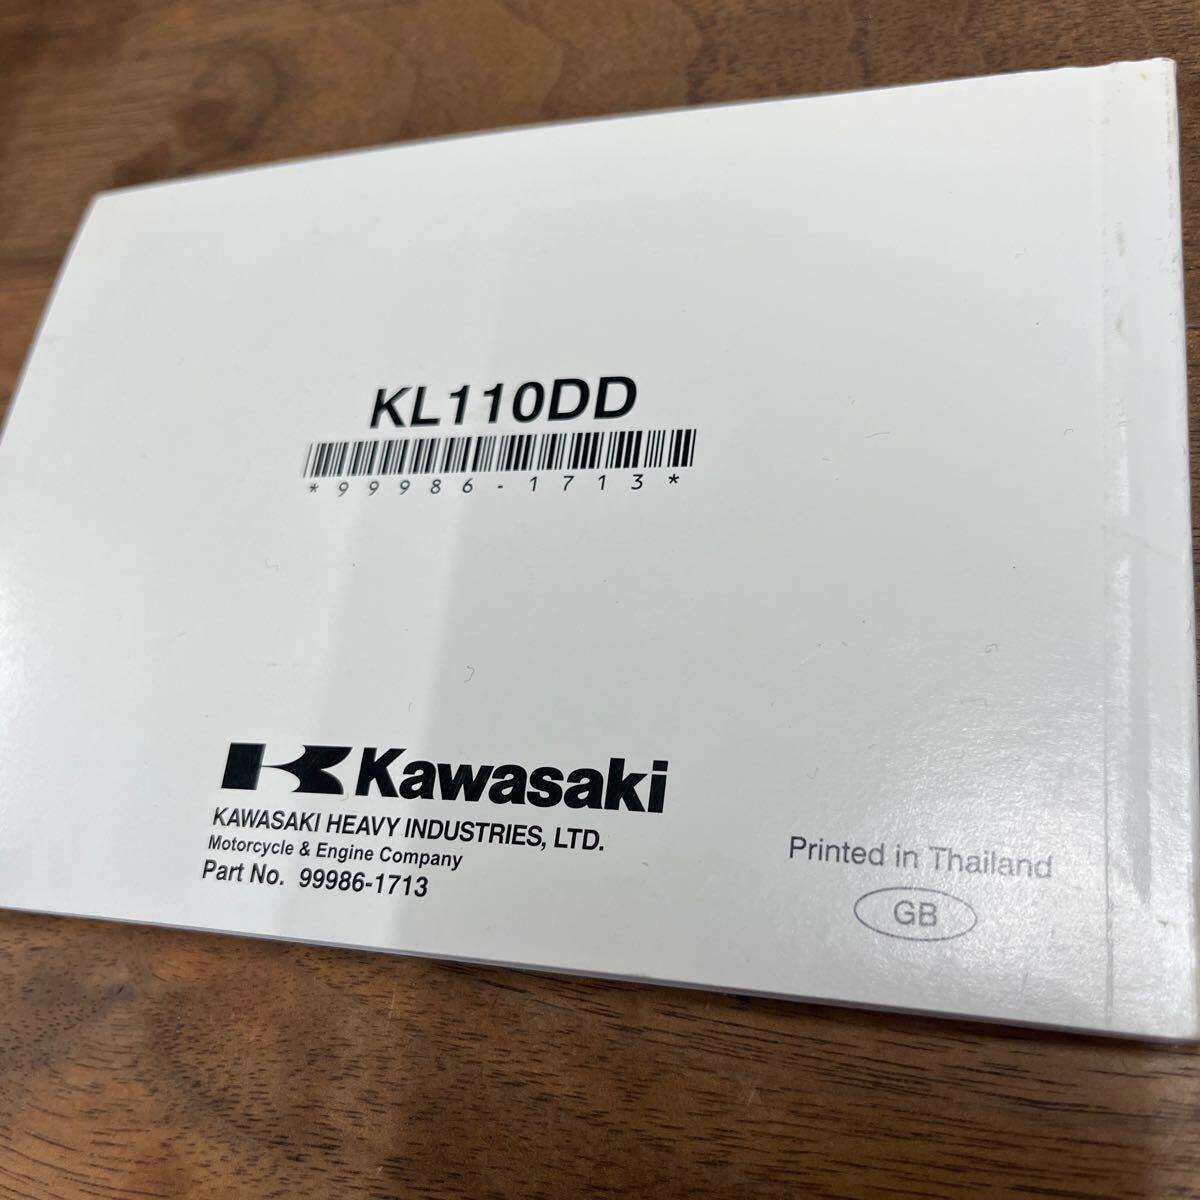 KL110DD
*99986-1713*
Kawasaki
KAWASAKI HEAVY INDUSTRIES, LTD.
Motorcycle & Engine Company
Part No. 99986-1713
Printed in Thailand
GB